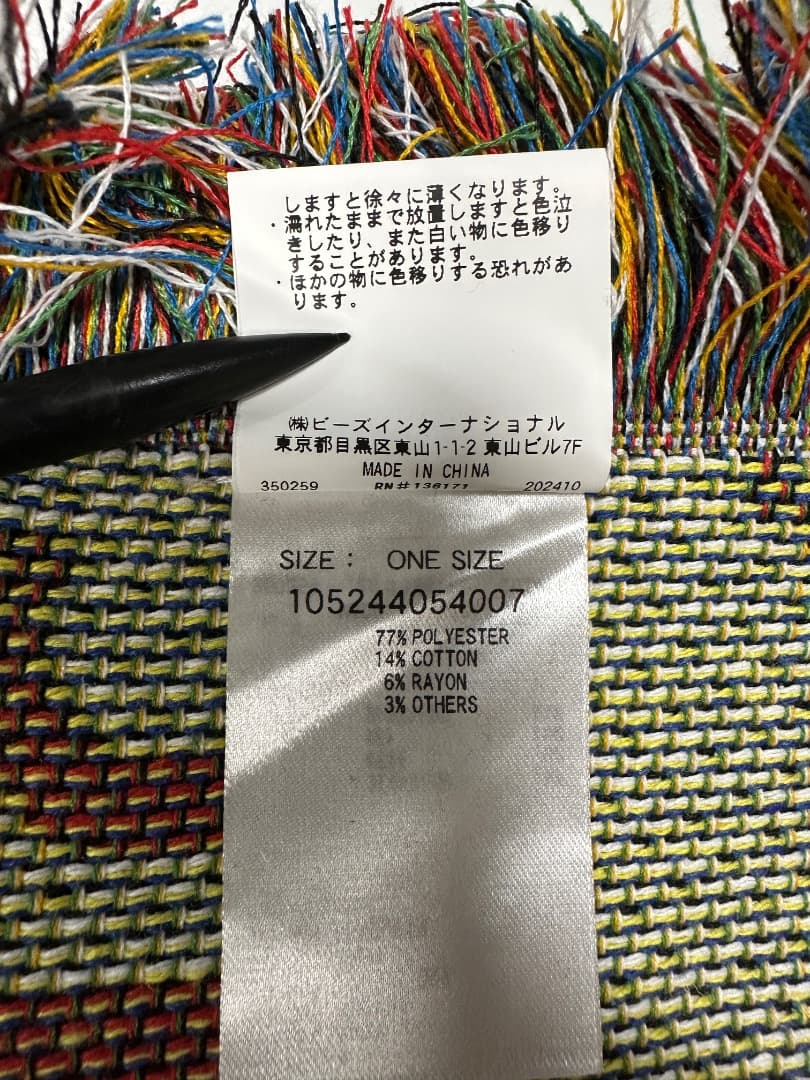 しますと徐々に薄くなります。
・濡れたままで放置しますと色泣
きしたり、また白い物に色移り
することがあります。
・ほかの物に色移りする恐れがあ
ります。
㈱ビーズインターナショナル
東京都目黒区東山1-1-2 東山ビル7F
MADE IN CHINA
350259 RN#136171 202410
SIZE： ONE SIZE
105244054007
77% POLYESTER
14% COTTON
6% RAYON
3% OTHERS